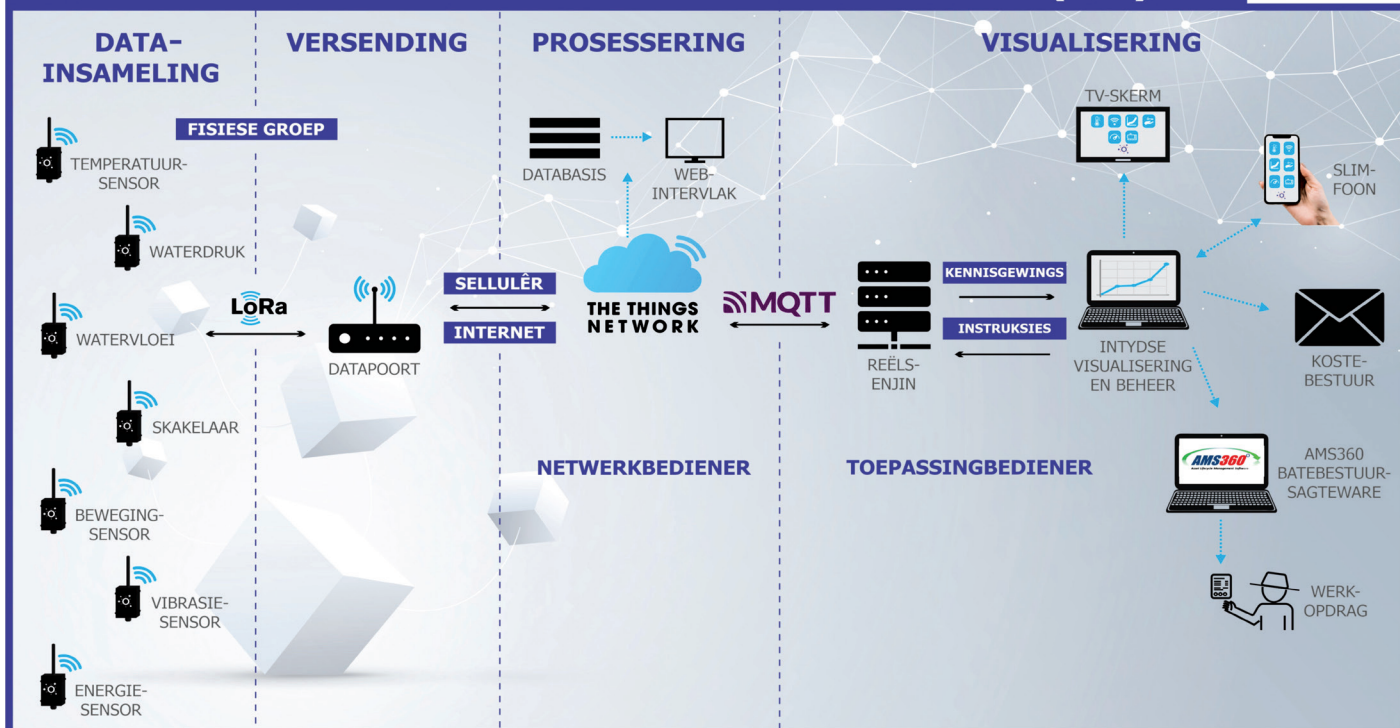 DATA-
INSAMELING
VERSENDING
PROSESSERING
VISUALISERING
FISIESE GROEP
TEMPERATUUR-
SENSOR
WATERDRUK
WATERVLOEI
SKAKELAAR
BEWEGING-
SENSOR
VIBRASIE-
SENSOR
ENERGIE-
SENSOR
LoRa
DATAPOORT
SELLULÊR
INTERNET
DATABASIS
WEB-
INTERVLAK
THE THINGS
NETWORK
NETWERKBEDIENER
MQTT
REËLS-
ENJIN
KENNISGEWINGS
INSTRUKSIES
TOEPASSINGBEDIENER
TV-SKERM
SLIM-
FOON
INTYDSE
VISUALISERING
EN BEHEER
KOSTE-
BESTUUR
AMS360
AMS360
BATEBESTUUR-
SAGTEWARE
WERK-
OPDRAG